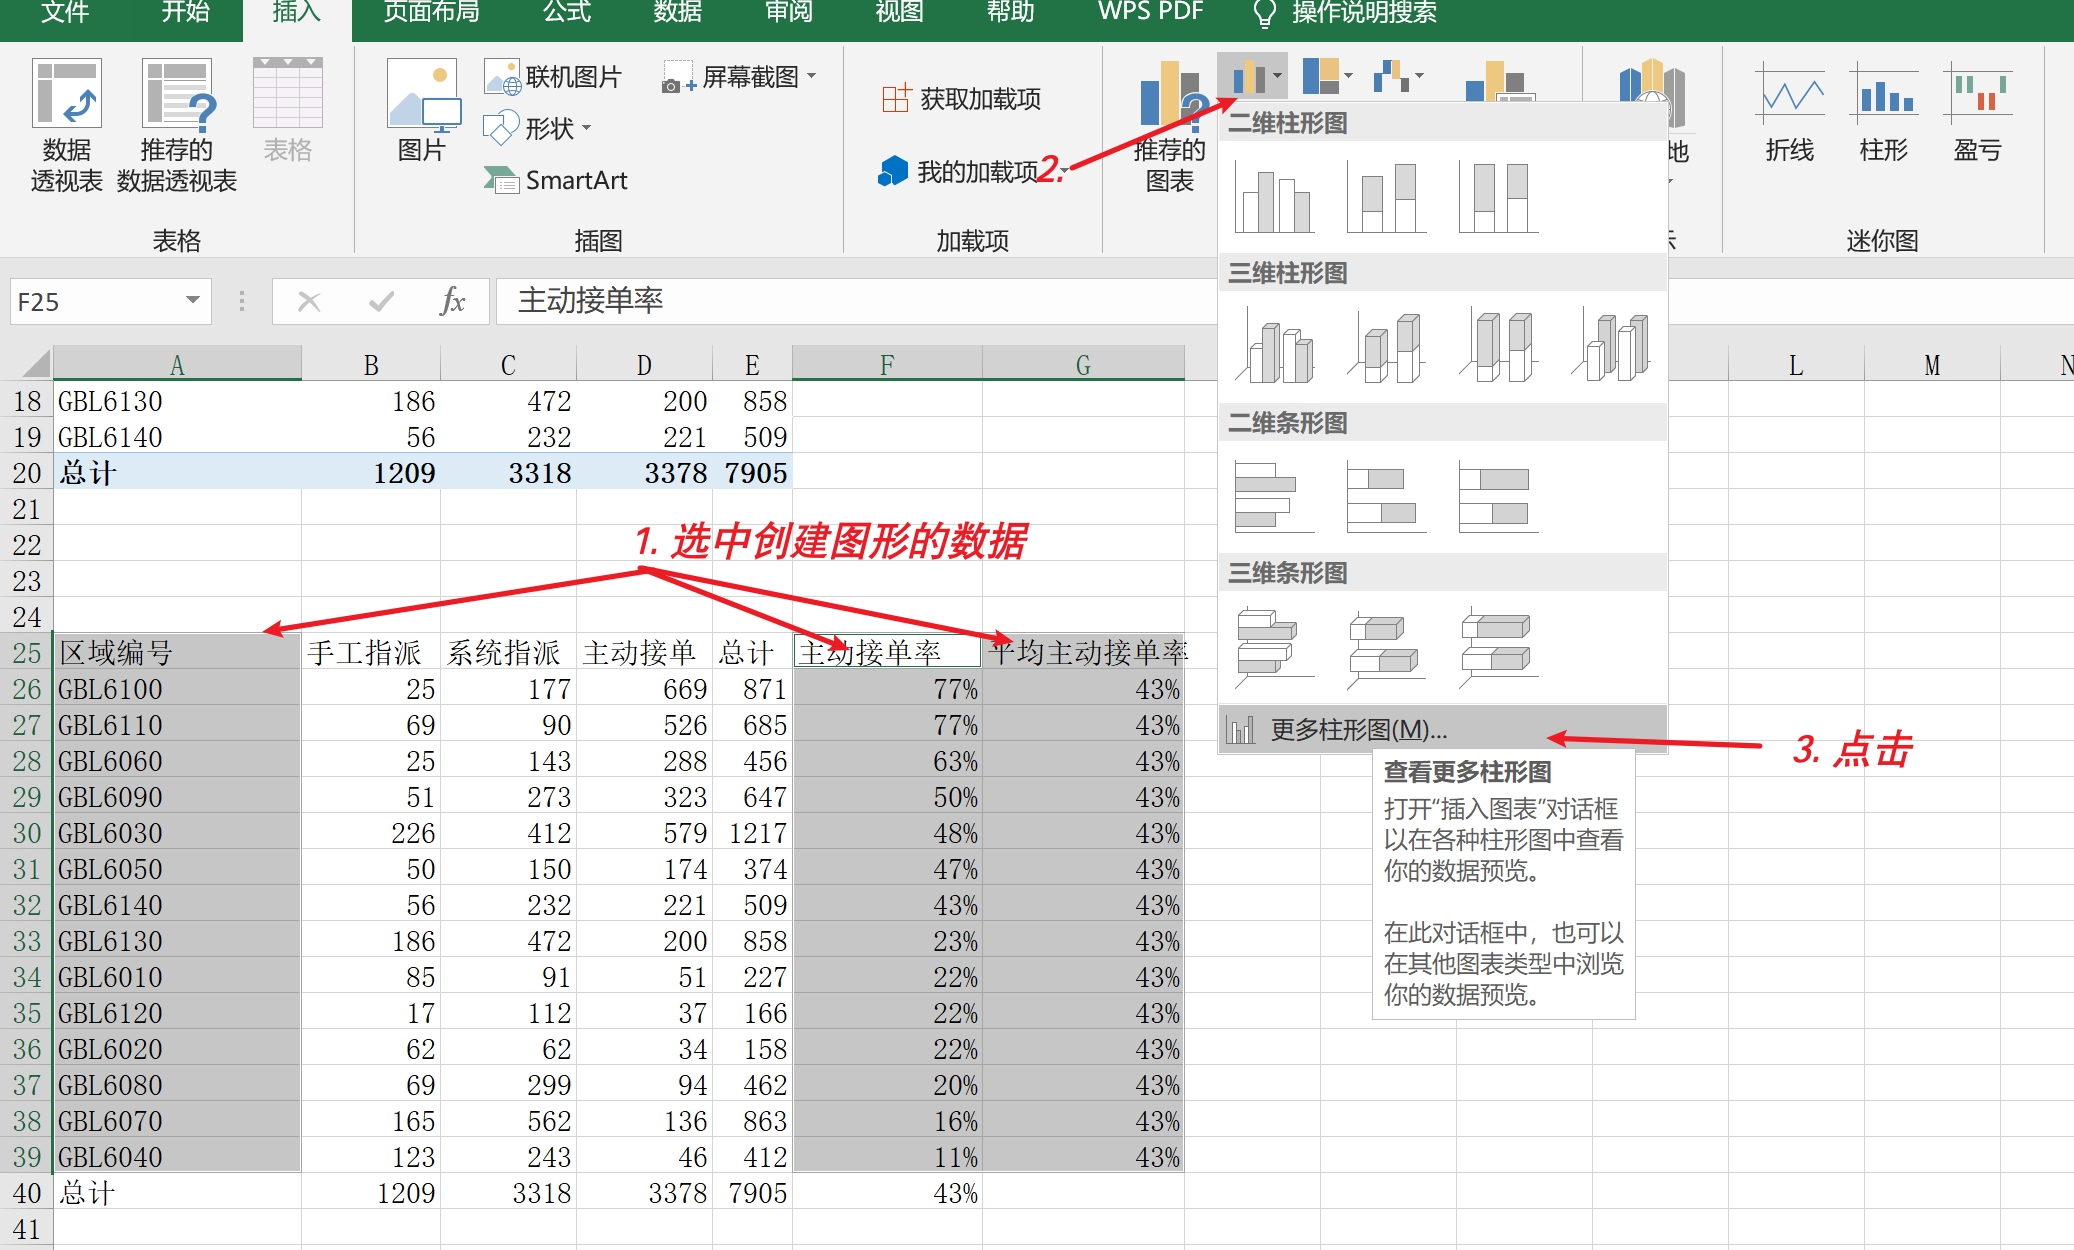 文件 开始 插入 页面布局 公式 数据 审阅 视图 帮助 WPS PDF 操作说明搜索
数据
透视表
推荐的
数据透视表
表格
表格
图片
联机图片
形状
SmartArt
屏幕截图
插图
获取加载项
我的加载项
加载项
2.
推荐的
图表
地
示
折线
柱形
盈亏
迷你图
二维柱形图
三维柱形图
二维条形图
三维条形图
更多柱形图(M)...
查看更多柱形图
打开“插入图表”对话框
以在各种柱形图中查看
你的数据预览。
在此对话框中，也可以
在其他图表类型中浏览
你的数据预览。
3. 点击
F25 fx 主动接单率
A B C D E F G L M N
18 GBL6130 186 472 200 858
19 GBL6140 56 232 221 509
20 总计 1209 3318 3378 7905
21
22
1. 选中创建图形的数据
23
24
25 区域编号 手工指派 系统指派 主动接单 总计 主动接单率 平均主动接单率
26 GBL6100 25 177 669 871 77% 43%
27 GBL6110 69 90 526 685 77% 43%
28 GBL6060 25 143 288 456 63% 43%
29 GBL6090 51 273 323 647 50% 43%
30 GBL6030 226 412 579 1217 48% 43%
31 GBL6050 50 150 174 374 47% 43%
32 GBL6140 56 232 221 509 43% 43%
33 GBL6130 186 472 200 858 23% 43%
34 GBL6010 85 91 51 227 22% 43%
35 GBL6120 17 112 37 166 22% 43%
36 GBL6020 62 62 34 158 22% 43%
37 GBL6080 69 299 94 462 20% 43%
38 GBL6070 165 562 136 863 16% 43%
39 GBL6040 123 243 46 412 11% 43%
40 总计 1209 3318 3378 7905 43%
41